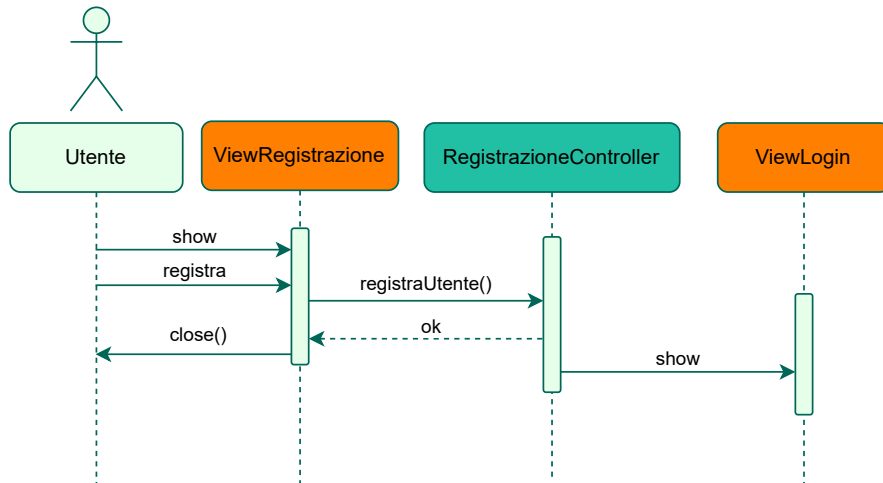 Utente
ViewRegistrazione
RegistrazioneController
ViewLogin
show
registra
registraUtente()
ok
close()
show